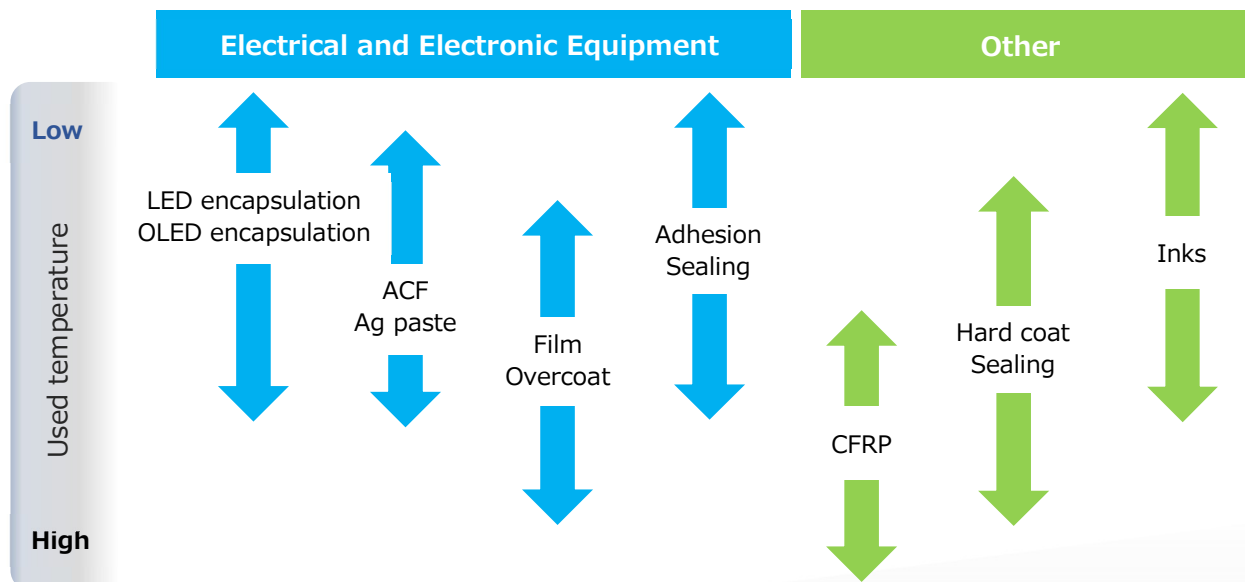 Electrical and Electronic Equipment
Other
Low
Used temperature
High
LED encapsulation
OLED encapsulation
ACF
Ag paste
Film
Overcoat
Adhesion
Sealing
CFRP
Hard coat
Sealing
Inks